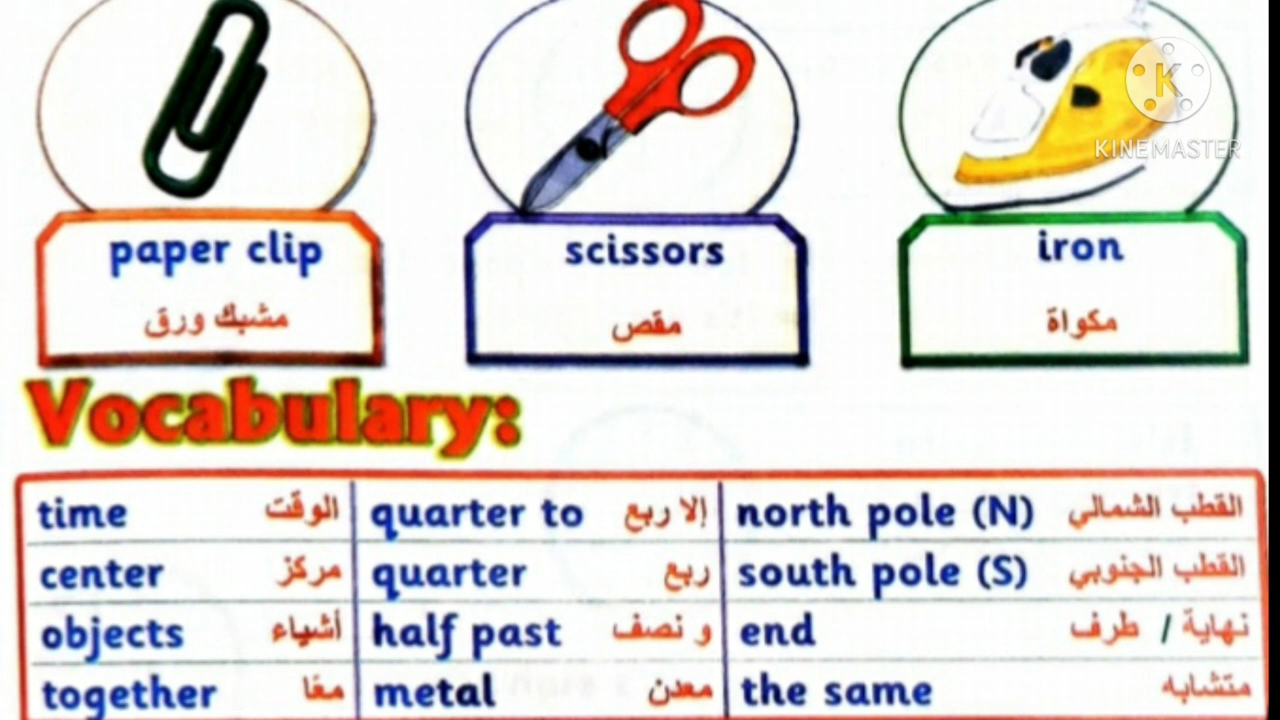 K
KINEMASTER
paper clip scissors iron
مشبك ورق مقص مكواة
Vocabulary:
time الوقت quarter to إلا ربع north pole (N) القطب الشمالي
center مركز quarter ربع south pole (S) القطب الجنوبي
objects أشياء half past و نصف end نهاية / طرف
together معًا metal معدن the same متشابه